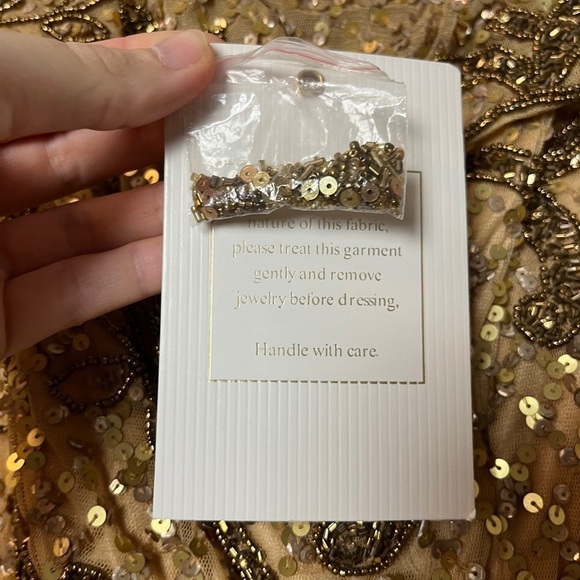 nature of this fabric,
please treat this garment
gently and remove
jewelry before dressing,
Handle with care.